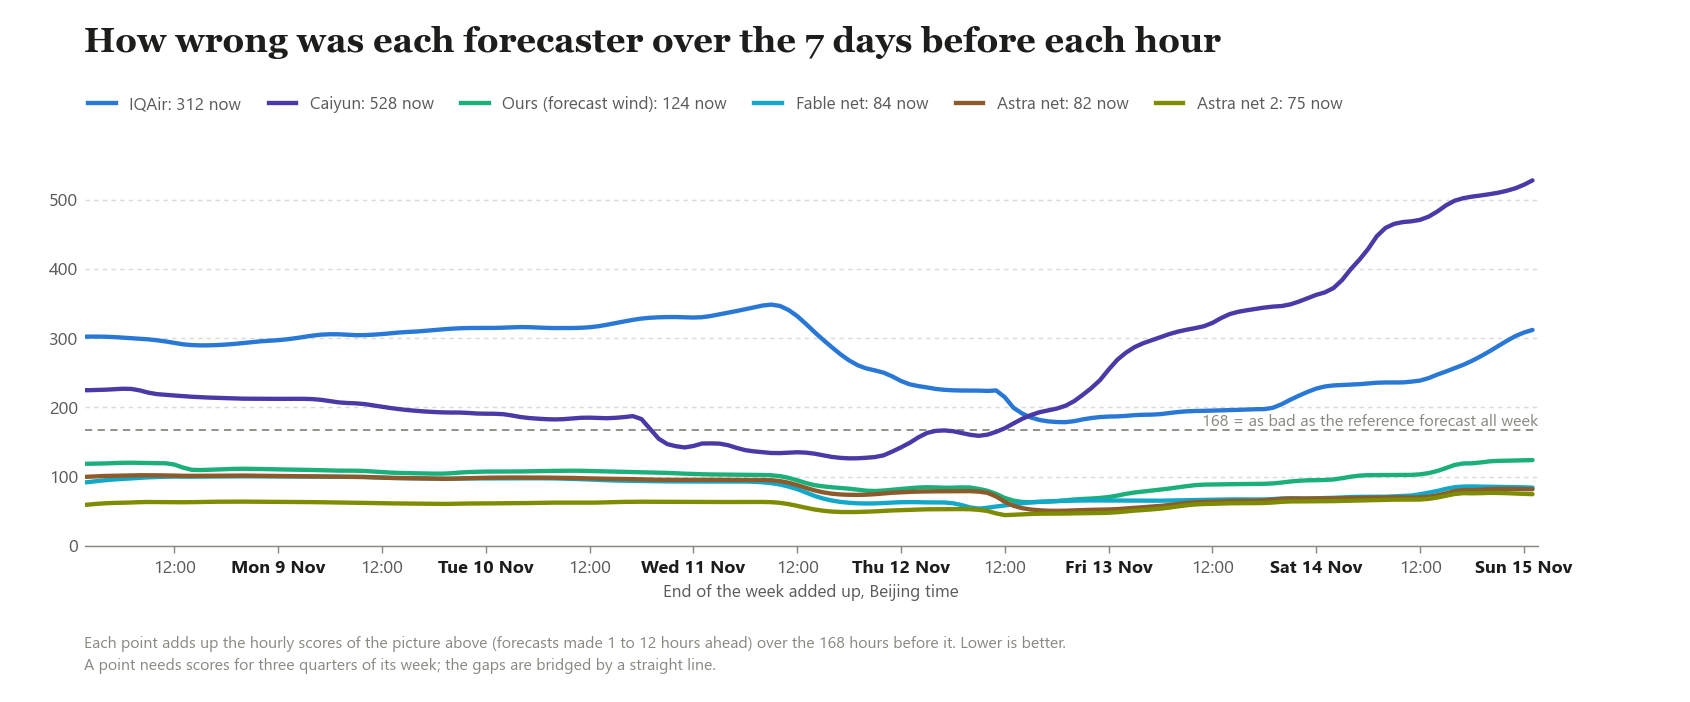 How wrong was each forecaster over the 7 days before each hour
IQAir: 312 now Caiyun: 528 now Ours (forecast wind): 124 now Fable net: 84 now Astra net: 82 now Astra net 2: 75 now
500
400
300
200
168 = as bad as the reference forecast all week
100
0
12:00 Mon 9 Nov 12:00 Tue 10 Nov 12:00 Wed 11 Nov 12:00 Thu 12 Nov 12:00 Fri 13 Nov 12:00 Sat 14 Nov 12:00 Sun 15 Nov
End of the week added up, Beijing time
Each point adds up the hourly scores of the picture above (forecasts made 1 to 12 hours ahead) over the 168 hours before it. Lower is better.
A point needs scores for three quarters of its week; the gaps are bridged by a straight line.